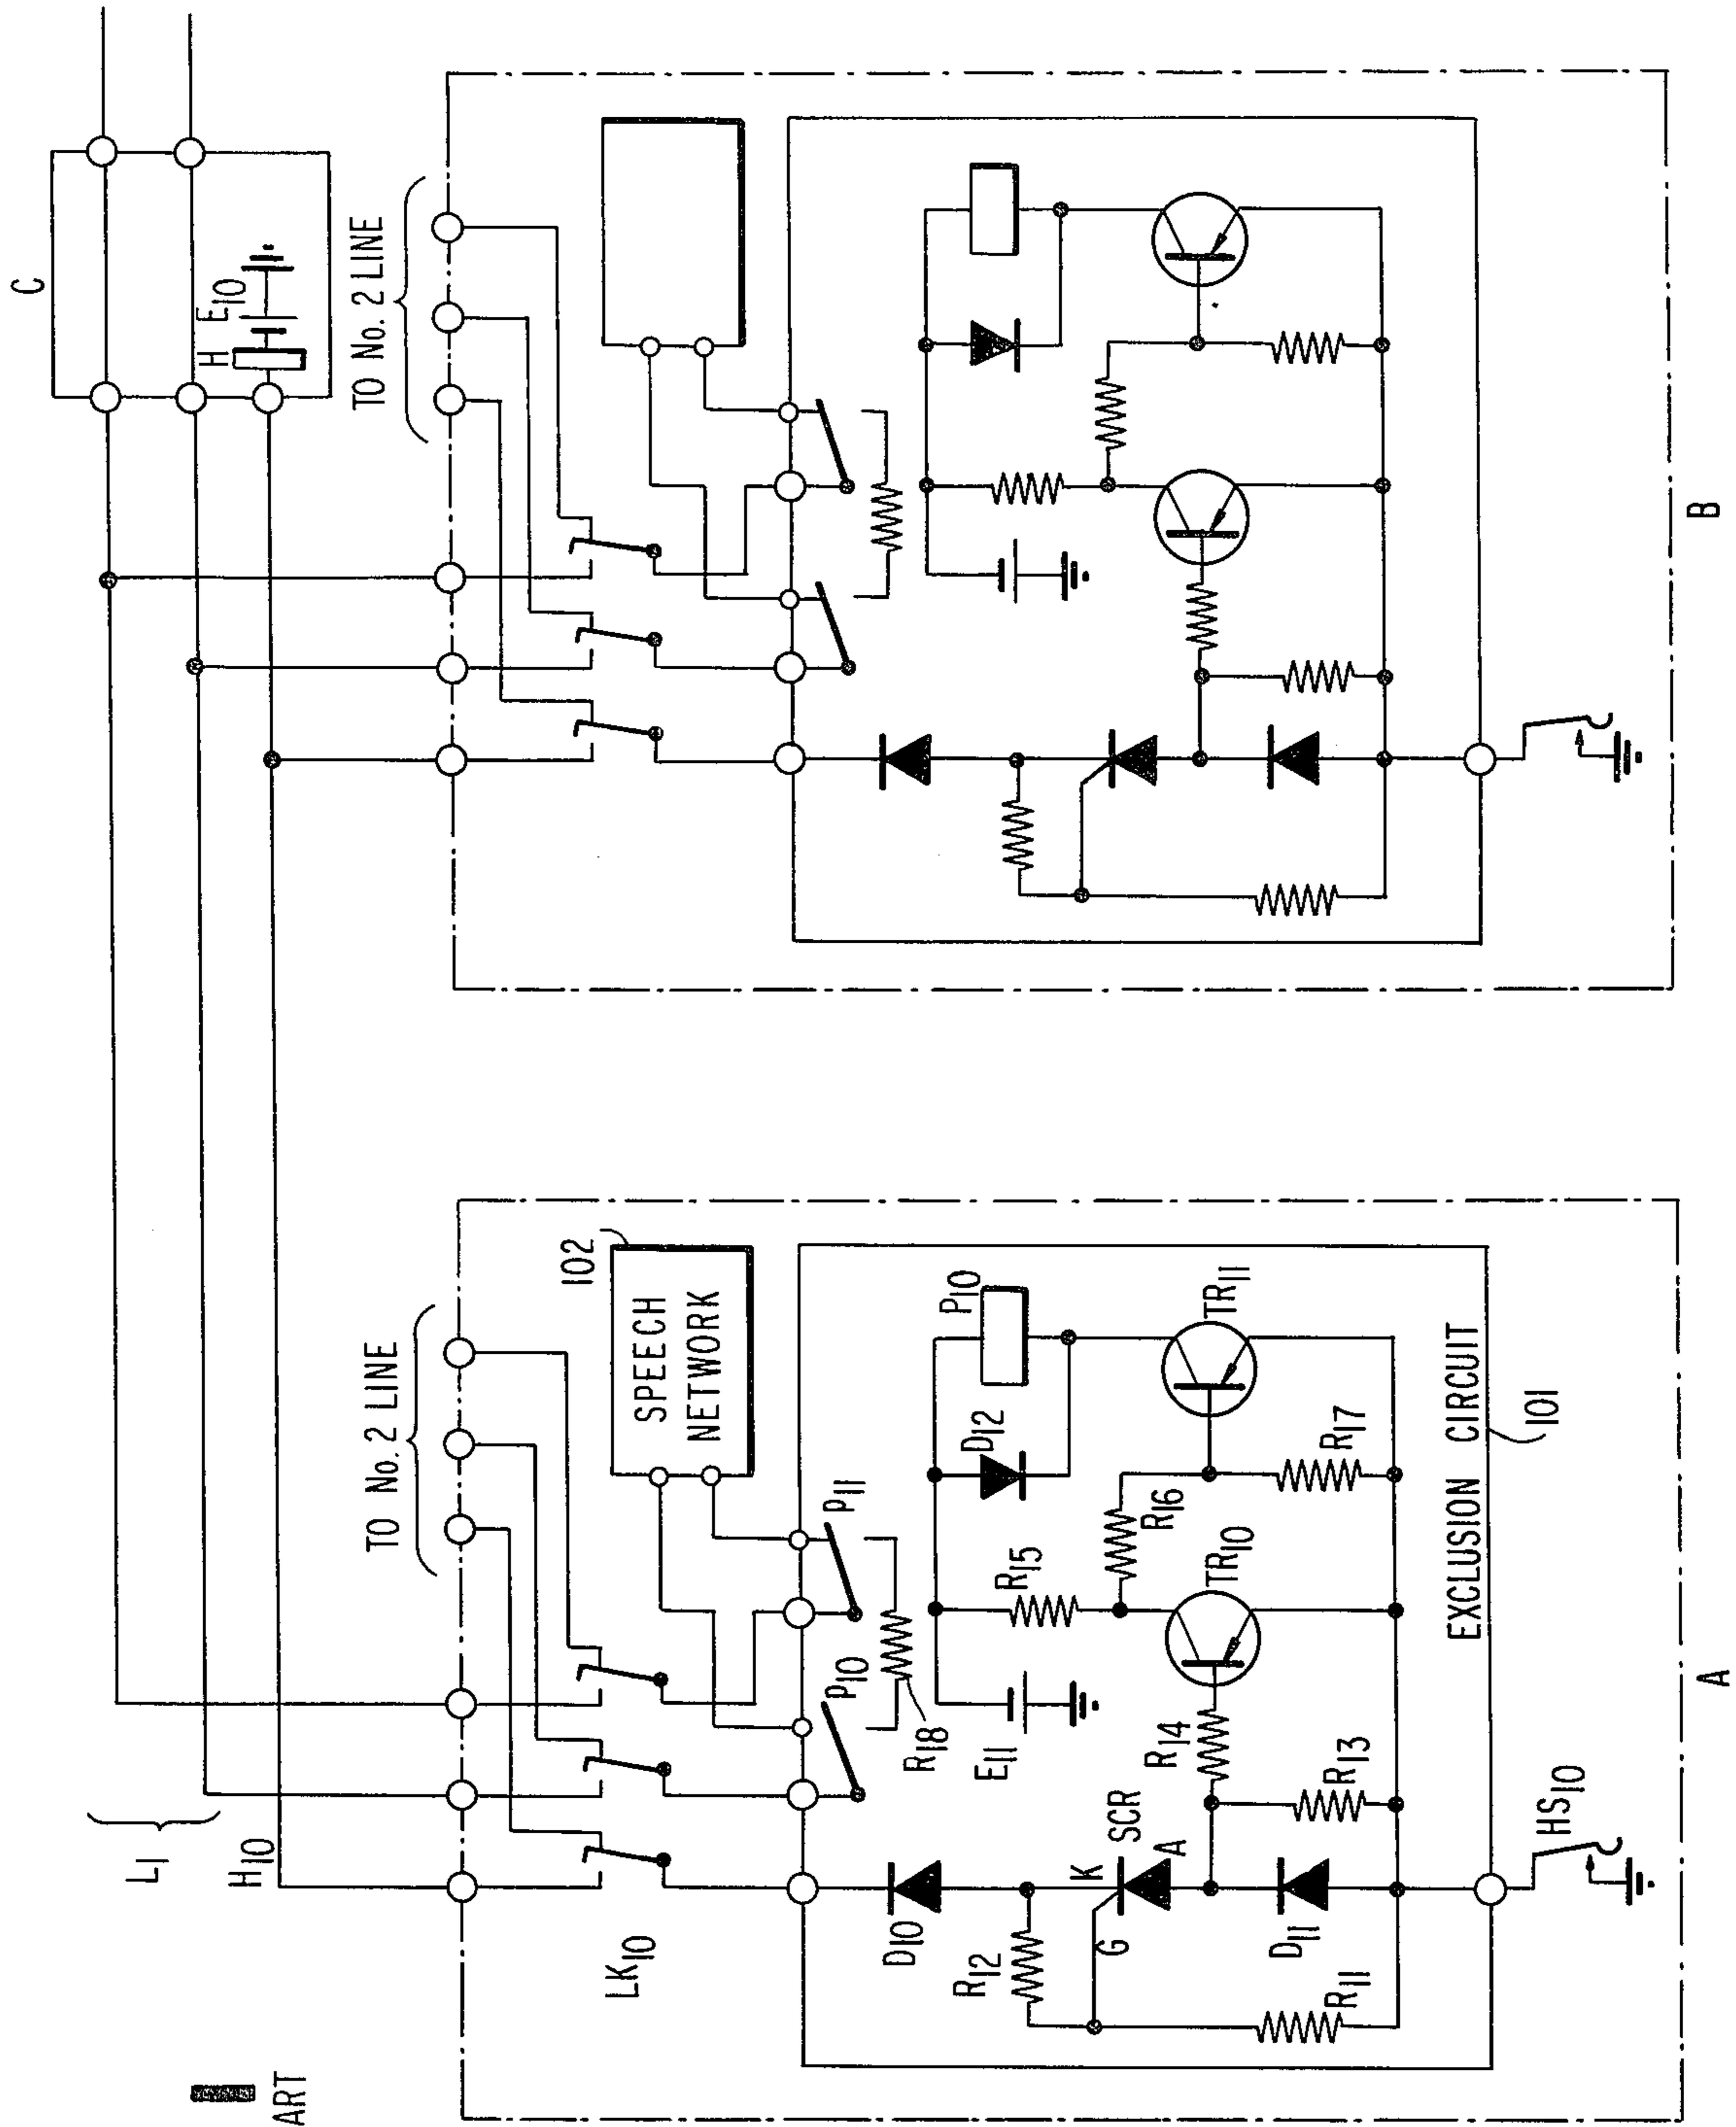 C
H
E10
TO No. 2 LINE
B
L1
H10
TO No. 2 LINE
102
SPEECH
NETWORK
LK10
P10
P11
R18
D10
R12
G
K
SCR
A
D11
R11
R13
R14
E11
R15
TR10
R16
D12
P10
TR11
R17
EXCLUSION CIRCUIT
101
HS10
A
ART